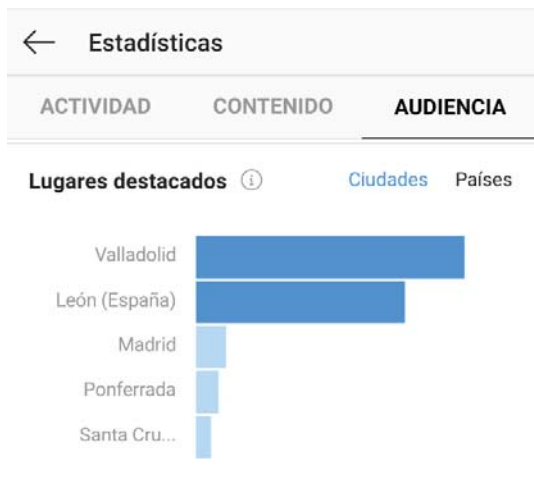 Estadísticas
ACTIVIDAD CONTENIDO AUDIENCIA
Lugares destacados Ciudades Países
Valladolid
León (España)
Madrid
Ponferrada
Santa Cru...